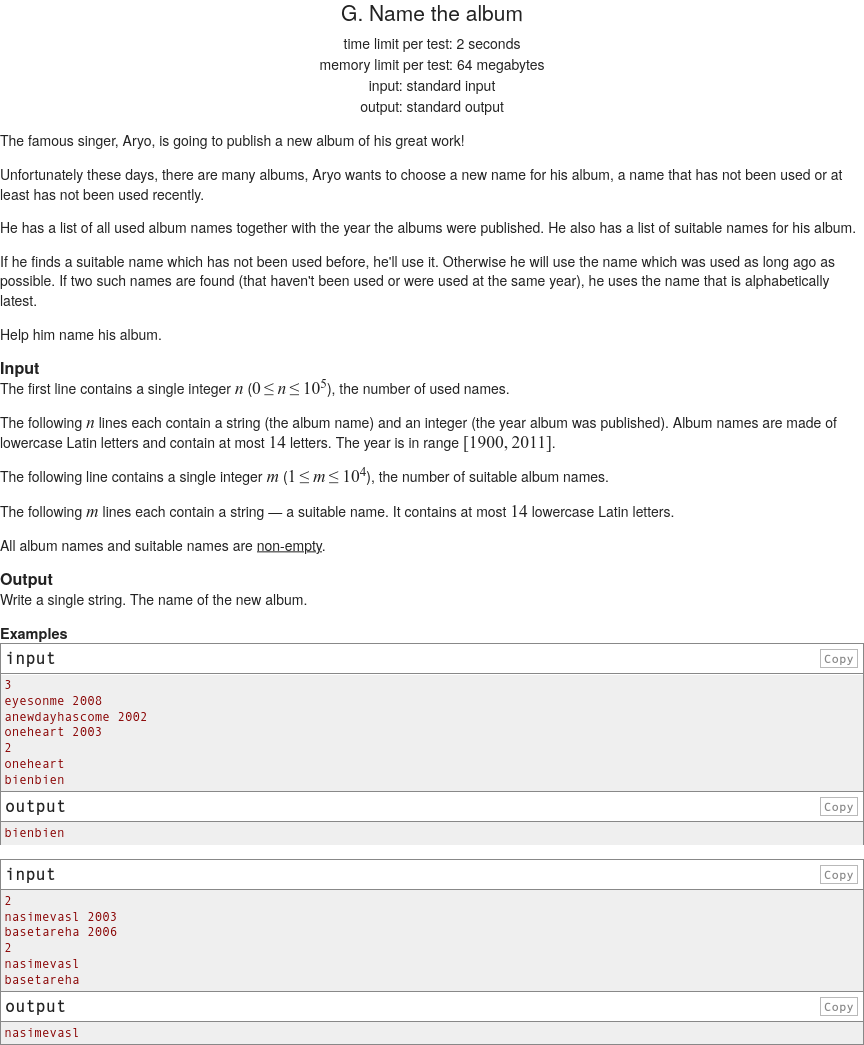 G. Name the album
time limit per test: 2 seconds
memory limit per test: 64 megabytes
input: standard input
output: standard output
The famous singer, Aryo, is going to publish a new album of his great work!
Unfortunately these days, there are many albums, Aryo wants to choose a new name for his album, a name that has not been used or at
least has not been used recently.
He has a list of all used album names together with the year the albums were published. He also has a list of suitable names for his album.
If he finds a suitable name which has not been used before, he'll use it. Otherwise he will use the name which was used as long ago as
possible. If two such names are found (that haven't been used or were used at the same year), he uses the name that is alphabetically
latest.
Help him name his album.
Input
The first line contains a single integer n (0 ≤ n ≤ 10^5), the number of used names.
The following n lines each contain a string (the album name) and an integer (the year album was published). Album names are made of
lowercase Latin letters and contain at most 14 letters. The year is in range [1900, 2011].
The following line contains a single integer m (1 ≤ m ≤ 10^4), the number of suitable album names.
The following m lines each contain a string — a suitable name. It contains at most 14 lowercase Latin letters.
All album names and suitable names are non-empty.
Output
Write a single string. The name of the new album.
Examples
input Copy
3
eyesonme 2008
anewdayhascome 2002
oneheart 2003
2
oneheart
bienbien
output Copy
bienbien
input Copy
2
nasimevasl 2003
basetareha 2006
2
nasimevasl
basetareha
output Copy
nasimevasl